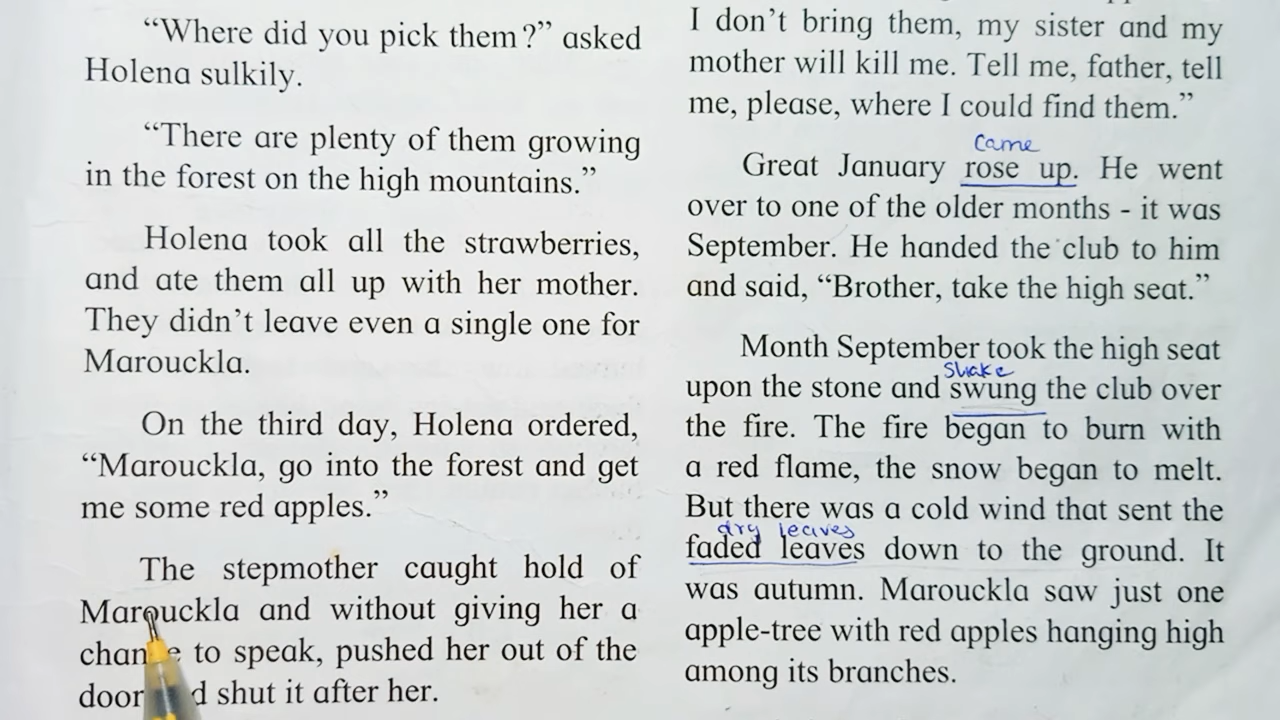 “Where did you pick them?” asked
Holena sulkily.
“There are plenty of them growing
in the forest on the high mountains.”
Holena took all the strawberries,
and ate them all up with her mother.
They didn’t leave even a single one for
Marouckla.
On the third day, Holena ordered,
“Marouckla, go into the forest and get
me some red apples.”
The stepmother caught hold of
Marouckla and without giving her a
to speak, pushed her out of the
door shut it after her.
I don’t bring them, my sister and my
mother will kill me. Tell me, father, tell
me, please, where I could find them.”
came
Great January rose up. He went
over to one of the older months - it was
September. He handed the club to him
and said, “Brother, take the high seat.”
Month September took the high seat
shake
upon the stone and swung the club over
the fire. The fire began to burn with
a red flame, the snow began to melt.
But there was a cold wind that sent the
dry leaves
faded leaves down to the ground. It
was autumn. Marouckla saw just one
apple-tree with red apples hanging high
among its branches.